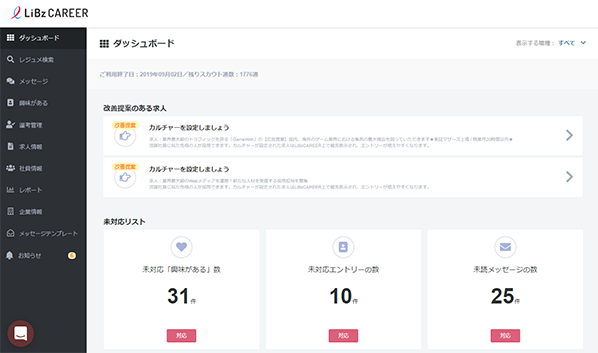 LiBz CAREER
ダッシュボード
レジュメ検索
メッセージ
興味がある
選考管理
求人情報
社員情報
レポート
企業情報
メッセージテンプレート
お知らせ
ダッシュボード
表示する職種: すべて
ご利用終了日:2019年09月02日/残りスカウト通数:1776通
改善提案のある求人
改善提案
カルチャーを設定しましょう
改善提案
カルチャーを設定しましょう
未対応リスト
未対応「興味がある」数
31件
対応
未対応エントリーの数
10件
対応
未読メッセージの数
25件
対応